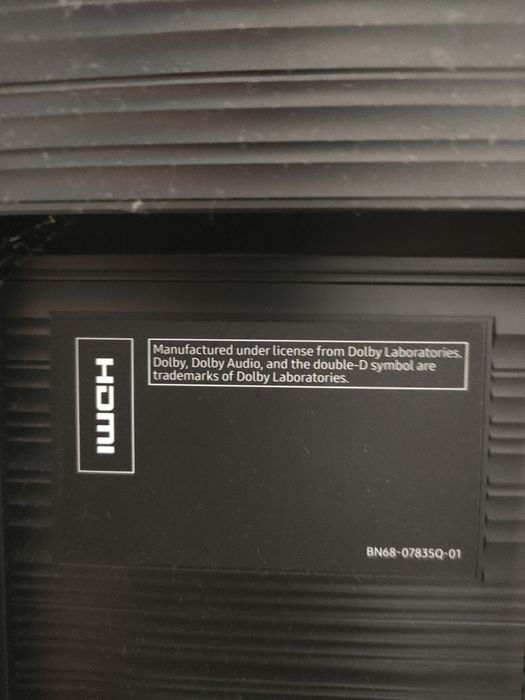 HDMI
Manufactured under license from Dolby Laboratories.
Dolby, Dolby Audio, and the double-D symbol are
trademarks of Dolby Laboratories.
BN68-07835Q-01